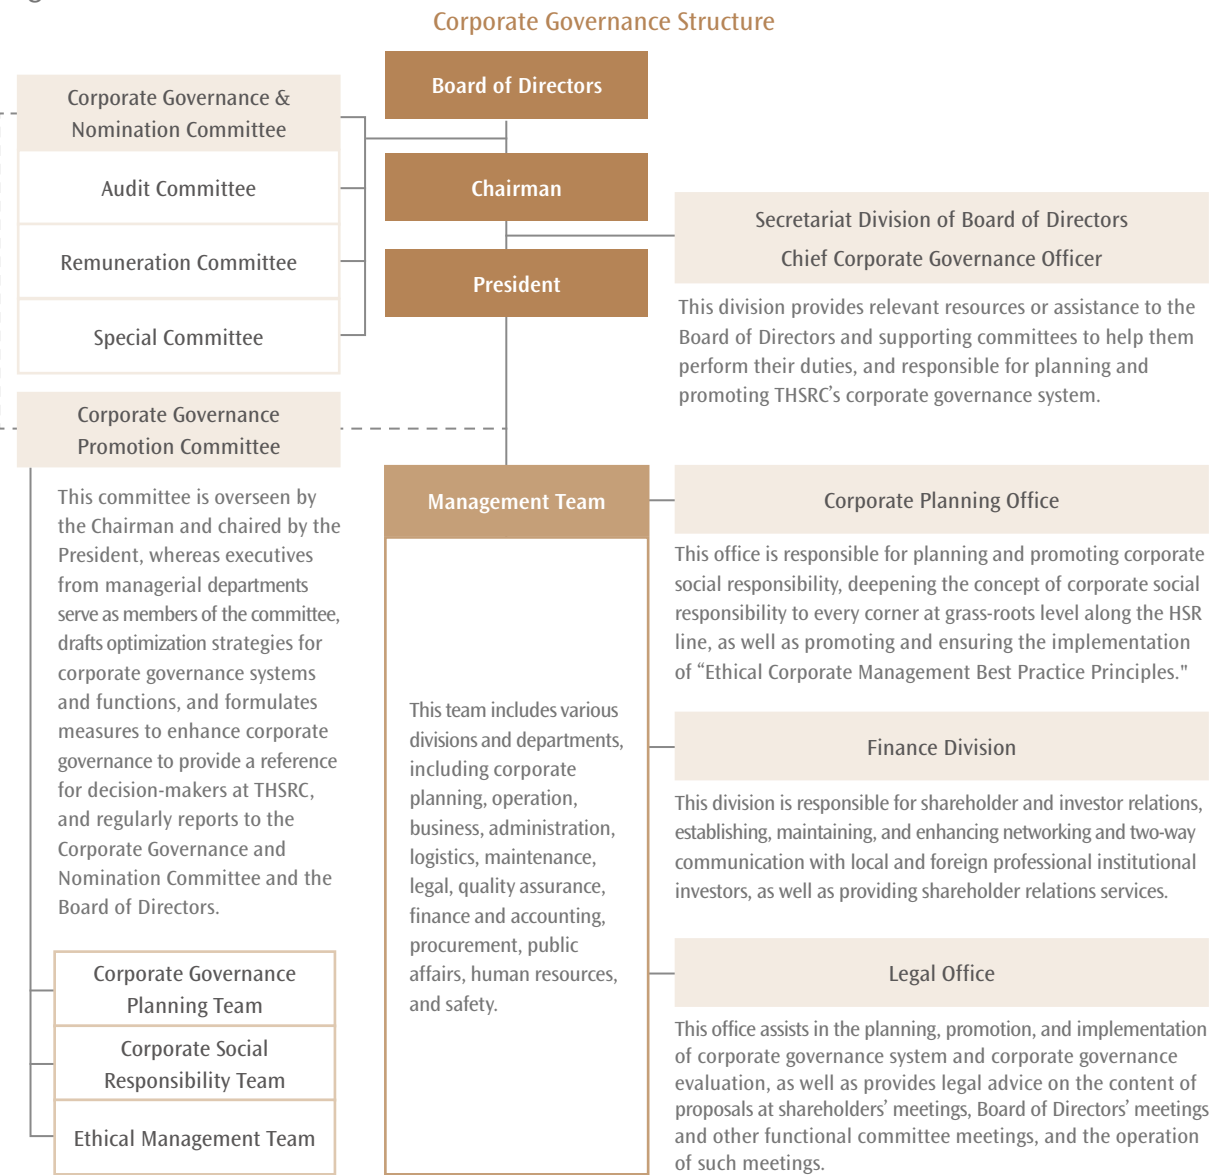 Corporate Governance Structure
Board of Directors
Chairman
President
Corporate Governance &
Nomination Committee
Audit Committee
Remuneration Committee
Special Committee
Secretariat Division of Board of Directors
Chief Corporate Governance Officer
This division provides relevant resources or assistance to the
Board of Directors and supporting committees to help them
perform their duties, and responsible for planning and
promoting THSRC’s corporate governance system.
Corporate Governance
Promotion Committee
This committee is overseen by
the Chairman and chaired by the
President, whereas executives
from managerial departments
serve as members of the committee,
drafts optimization strategies for
corporate governance systems
and functions, and formulates
measures to enhance corporate
governance to provide a reference
for decision-makers at THSRC,
and regularly reports to the
Corporate Governance and
Nomination Committee and the
Board of Directors.
Corporate Governance
Planning Team
Corporate Social
Responsibility Team
Ethical Management Team
Management Team
This team includes various
divisions and departments,
including corporate
planning, operation,
business, administration,
logistics, maintenance,
legal, quality assurance,
finance and accounting,
procurement, public
affairs, human resources,
and safety.
Corporate Planning Office
This office is responsible for planning and promoting corporate
social responsibility, deepening the concept of corporate social
responsibility to every corner at grass-roots level along the HSR
line, as well as promoting and ensuring the implementation
of “Ethical Corporate Management Best Practice Principles."
Finance Division
This division is responsible for shareholder and investor relations,
establishing, maintaining, and enhancing networking and two-way
communication with local and foreign professional institutional
investors, as well as providing shareholder relations services.
Legal Office
This office assists in the planning, promotion, and implementation
of corporate governance system and corporate governance
evaluation, as well as provides legal advice on the content of
proposals at shareholders’ meetings, Board of Directors’ meetings
and other functional committee meetings, and the operation
of such meetings.